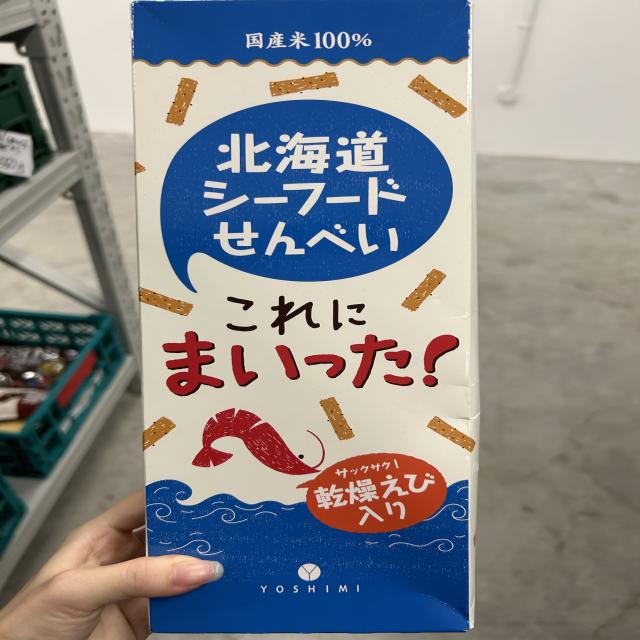 国産米100%
北海道
シーフード
せんべい
これに
まいった!
サックサク!
乾燥えび
入り
YOSHIMI